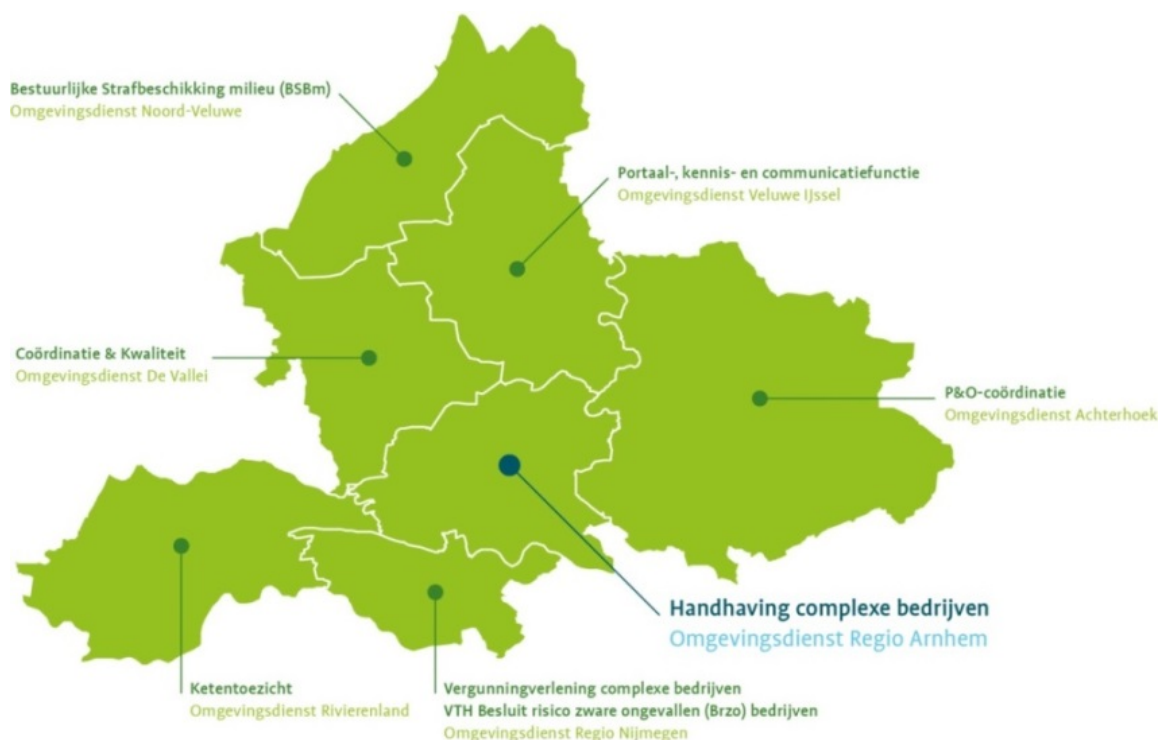 Bestuurlijke Strafbeschikking milieu (BSBm)
Omgevingsdienst Noord-Veluwe
Portaal-, kennis- en communicatiefunctie
Omgevingsdienst Veluwe IJssel
Coördinatie & Kwaliteit
Omgevingsdienst De Vallei
P&O-coördinatie
Omgevingsdienst Achterhoek
Handhaving complexe bedrijven
Omgevingsdienst Regio Arnhem
Ketentoezicht
Omgevingsdienst Rivierenland
Vergunningverlening complexe bedrijven
VTH Besluit risico zware ongevallen (Brzo) bedrijven
Omgevingsdienst Regio Nijmegen